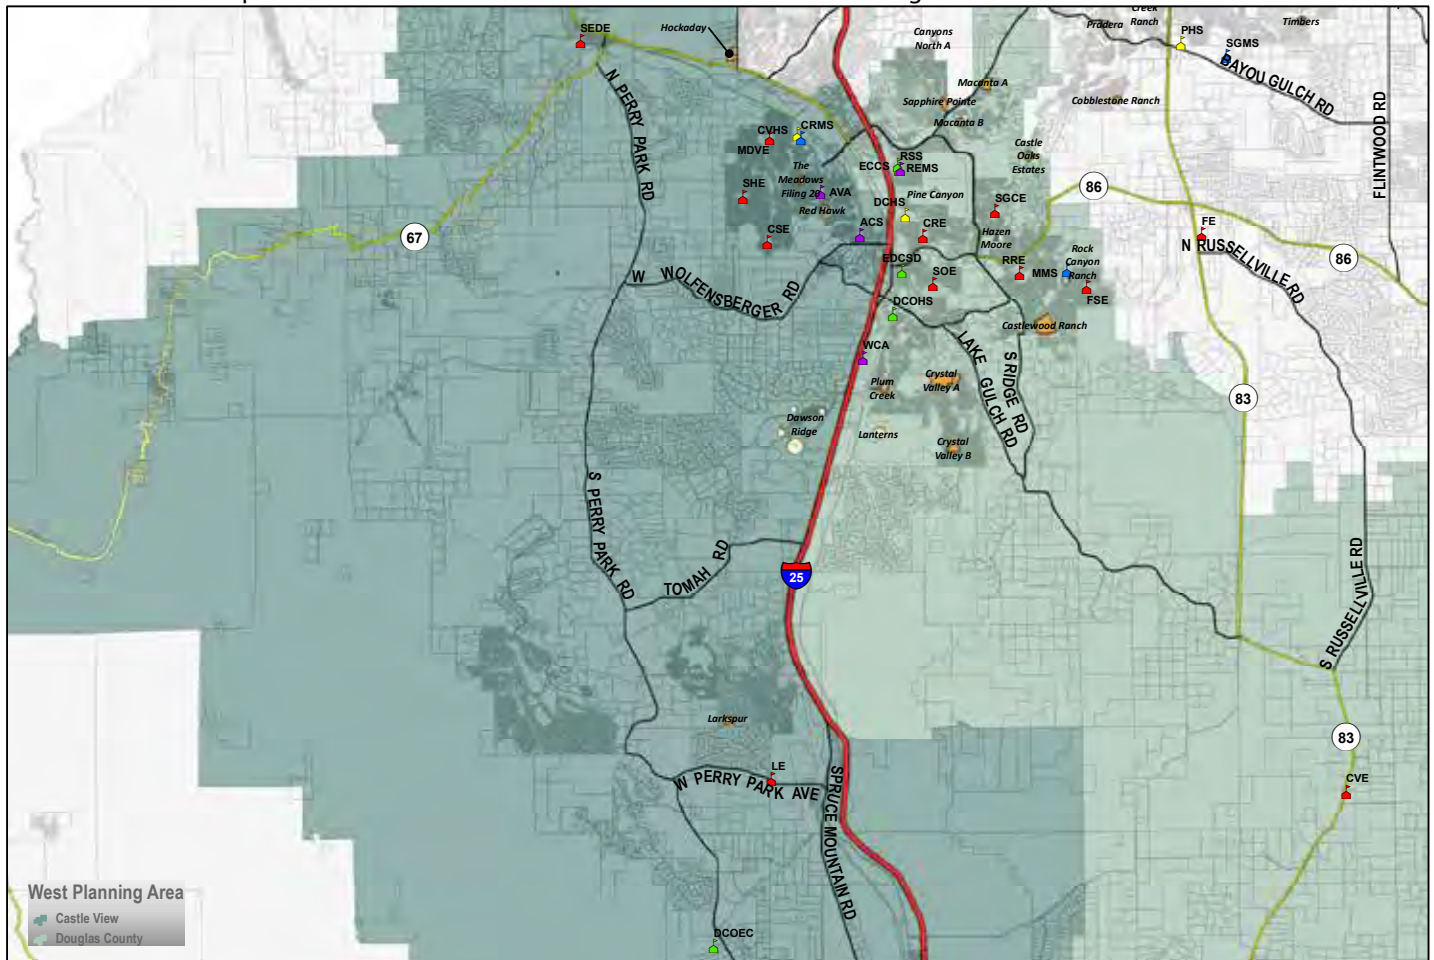 SEDE
Hockaday
Canyons
North A
Pradera
Creek
Ranch
Timbers
PHS
SGMS
BAYOU GULCH RD
Macanta A
Sapphire Pointe
Macanta B
Cobblestone Ranch
FLINTWOOD RD
N PERRY PARK RD
CVHS
CRMS
MDVE
The
Meadows
Filing 20
SHE
AVA
Red Hawk
ECCS
RSS
REMS
Castle
Oaks
Estates
Pine Canyon
DCHS
86
SGCE
ACS
CRE
CSE
Hazen
Moore
FE
N RUSSELLVILLE RD
67
86
EDCSD
SOE
RRE
MMS
Rock
Canyon
Ranch
FSE
W WOLFENSBERGER RD
DCOHS
Castlewood Ranch
WCA
LAKE GULCH RD
S RIDGE RD
Plum
Creek
Crystal
Valley A
83
Dawson
Ridge
Lanterns
Crystal
Valley B
S PERRY PARK RD
TOMAH RD
25
S RUSSELLVILLE RD
Larkspur
83
LE
W PERRY PARK AVE
SPRUCE MOUNTAIN RD
CVE
West Planning Area
Castle View
Douglas County
DCOEC